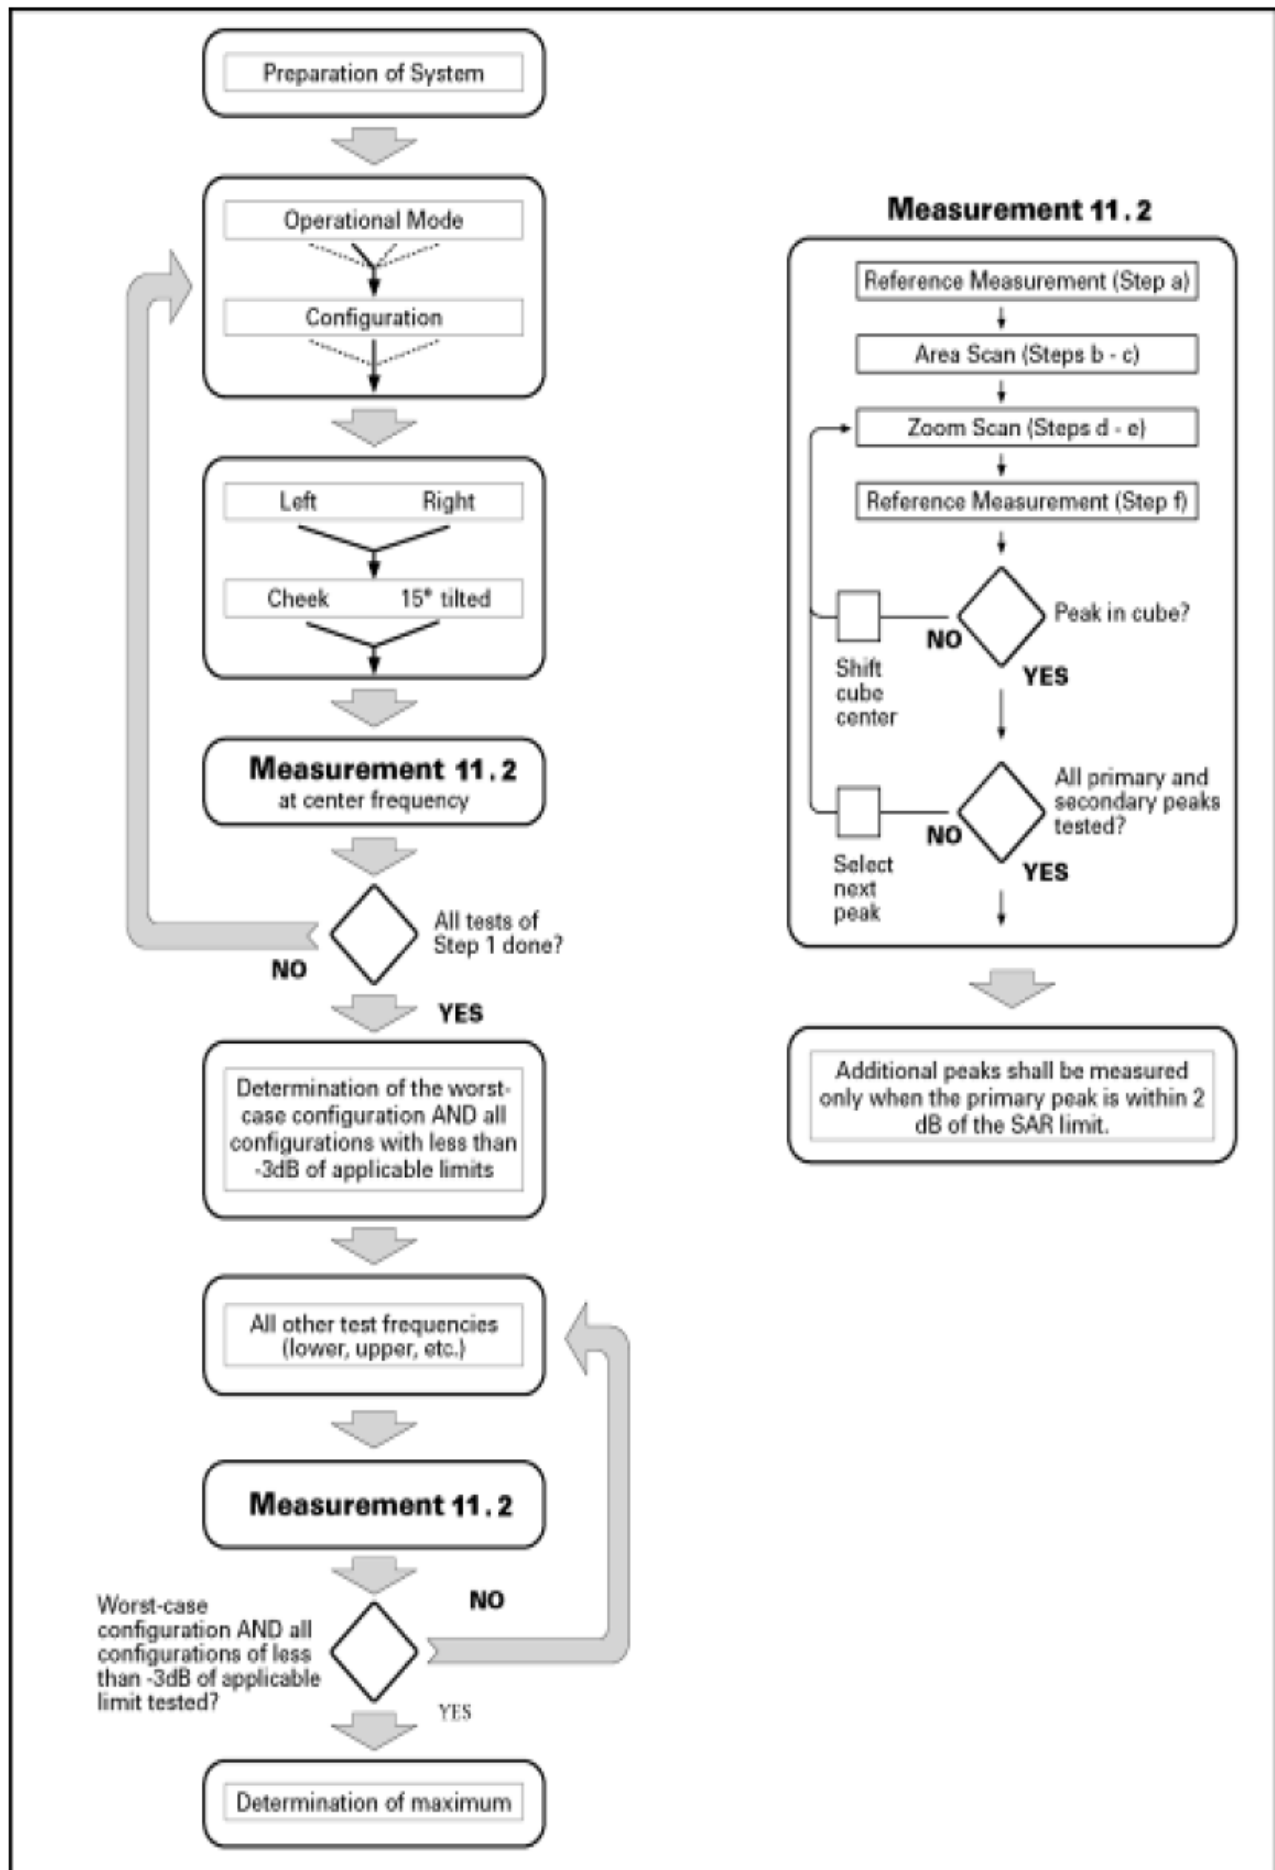 Preparation of System
Operational Mode
Configuration
Left Right
Cheek 15° tilted
Measurement 11.2
at center frequency
All tests of
Step 1 done?
NO
YES
Determination of the worst-
case configuration AND all
configurations with less than
-3dB of applicable limits
All other test frequencies
(lower, upper, etc.)
Measurement 11.2
NO
Worst-case
configuration AND all
configurations of less
than -3dB of applicable
limit tested?
YES
Determination of maximum
Measurement 11.2
Reference Measurement (Step a)
Area Scan (Steps b - c)
Zoom Scan (Steps d - e)
Reference Measurement (Step f)
Peak in cube?
NO
YES
Shift
cube
center
All primary and
secondary peaks
tested?
NO
YES
Select
next
peak
Additional peaks shall be measured
only when the primary peak is within 2
dB of the SAR limit.